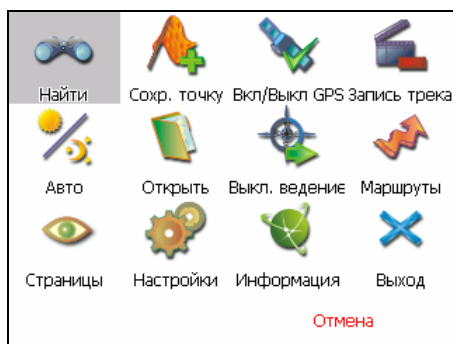 Найти Сохр. точку Вкл/Выкл GPS Запись трека
Авто Открыть Выкл. ведение Маршруты
Страницы Настройки Информация Выход
Отмена